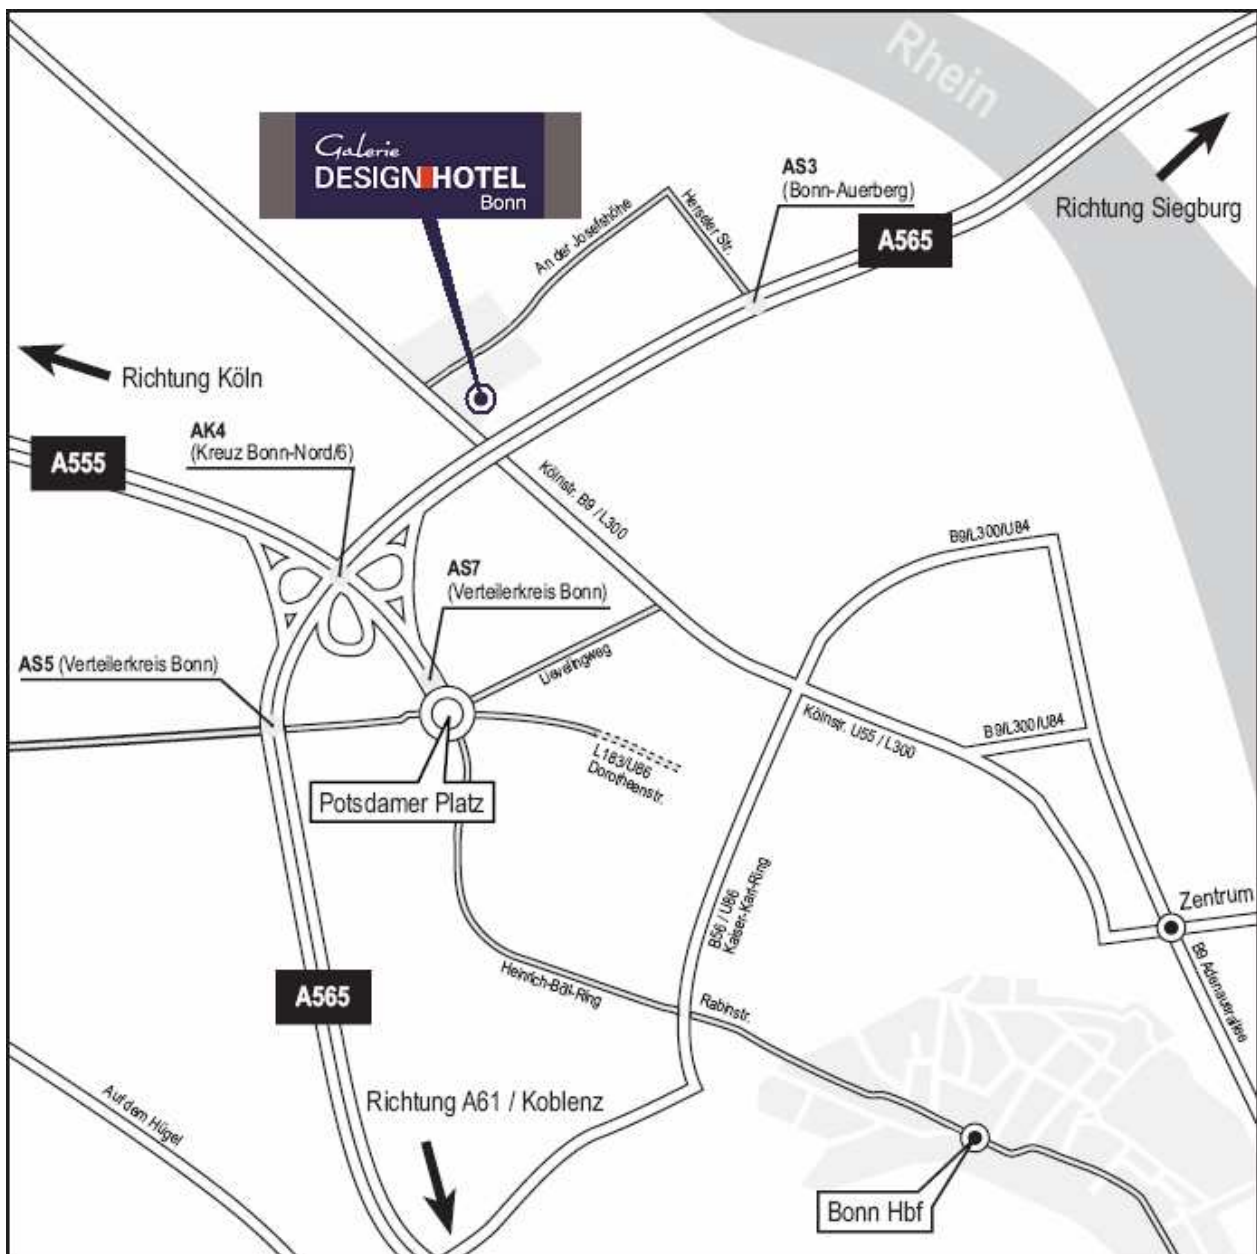 Rhein
Galerie
DESIGN HOTEL
Bonn
AS3
(Bonn-Auerberg)
Richtung Siegburg
An der Josefshöhe
Herseler Str.
A565
Richtung Köln
AK4
(Kreuz Bonn-Nord/6)
A555
Kölnstr. B9 / L300
B9/L300/U84
AS7
(Verteilerkreis Bonn)
AS5 (Verteilerkreis Bonn)
Lievelingweg
Kölnstr. U55 / L300
B9/L300/U84
L183/U86
Dorotheenstr.
Potsdamer Platz
B56 / U86
Kaiser-Karl-Ring
Zentrum
B9 Adenauerallee
Heinrich-Böll-Ring
Rabinstr.
A565
Auf dem Hügel
Richtung A61 / Koblenz
Bonn Hbf